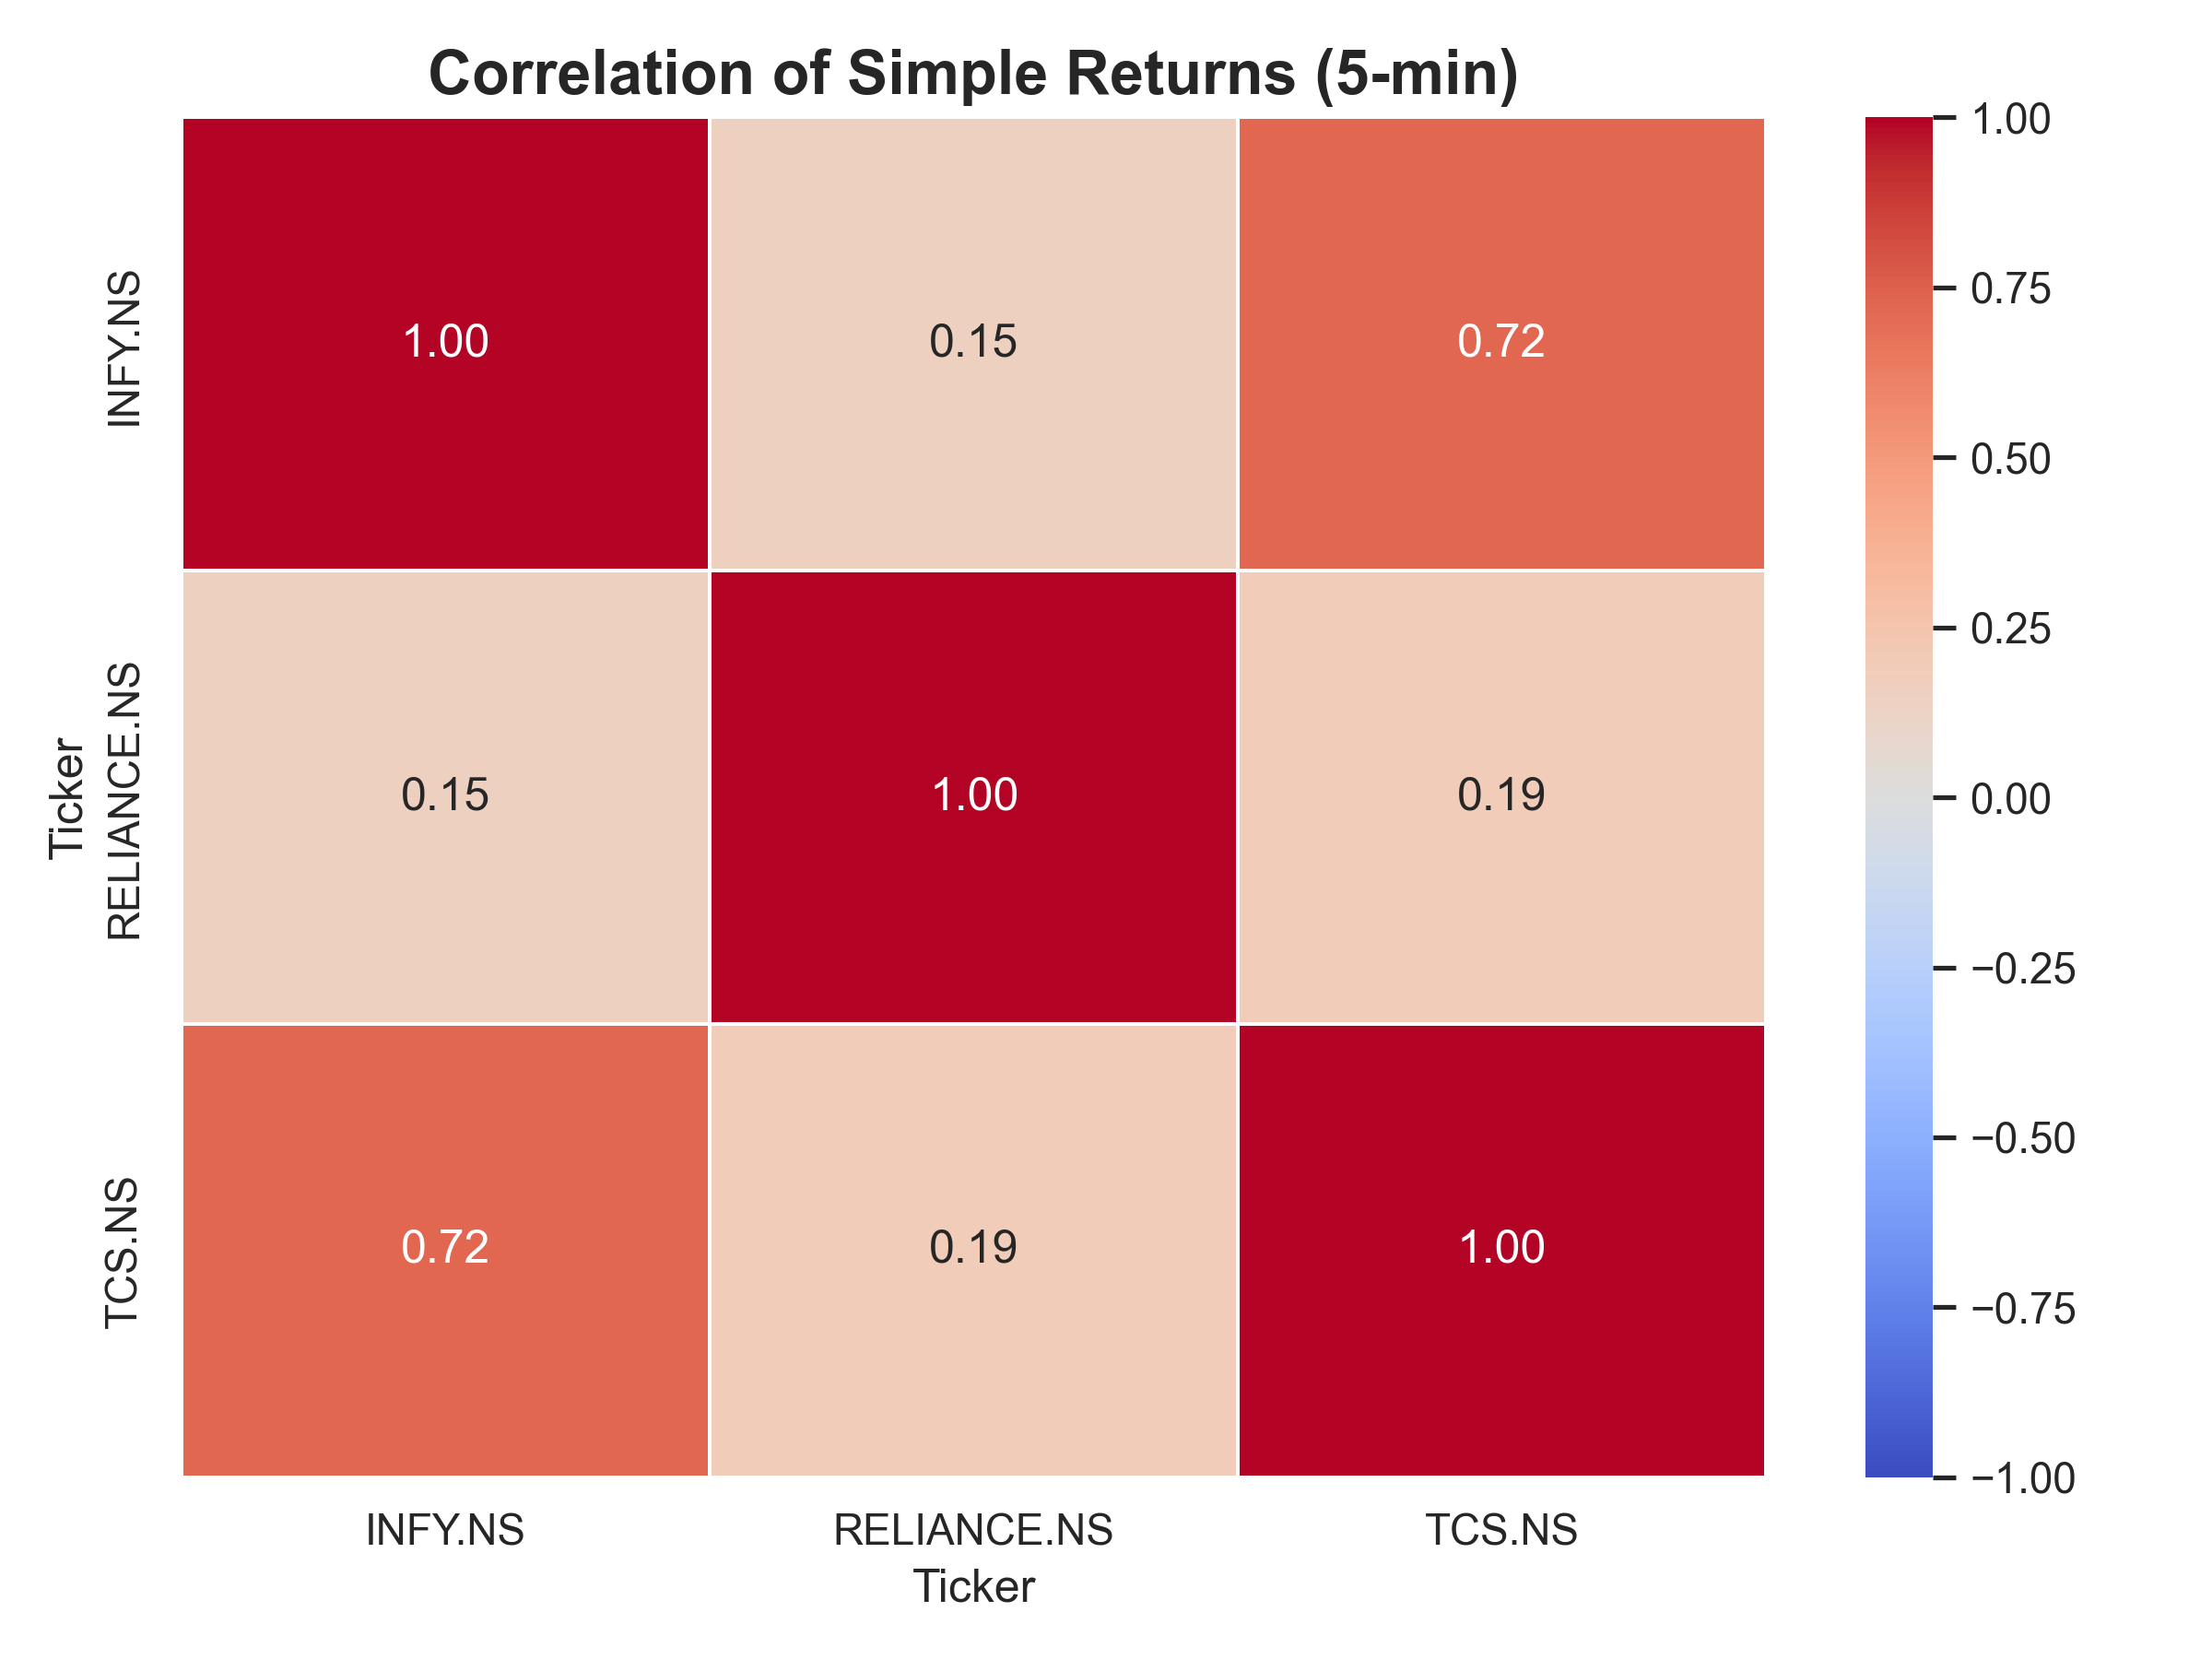 Correlation of Simple Returns (5-min)
Ticker
INFY.NS
1.00 0.15 0.72
RELIANCE.NS
0.15 1.00 0.19
TCS.NS
0.72 0.19 1.00
INFY.NS RELIANCE.NS TCS.NS
Ticker
1.00
0.75
0.50
0.25
0.00
−0.25
−0.50
−0.75
−1.00